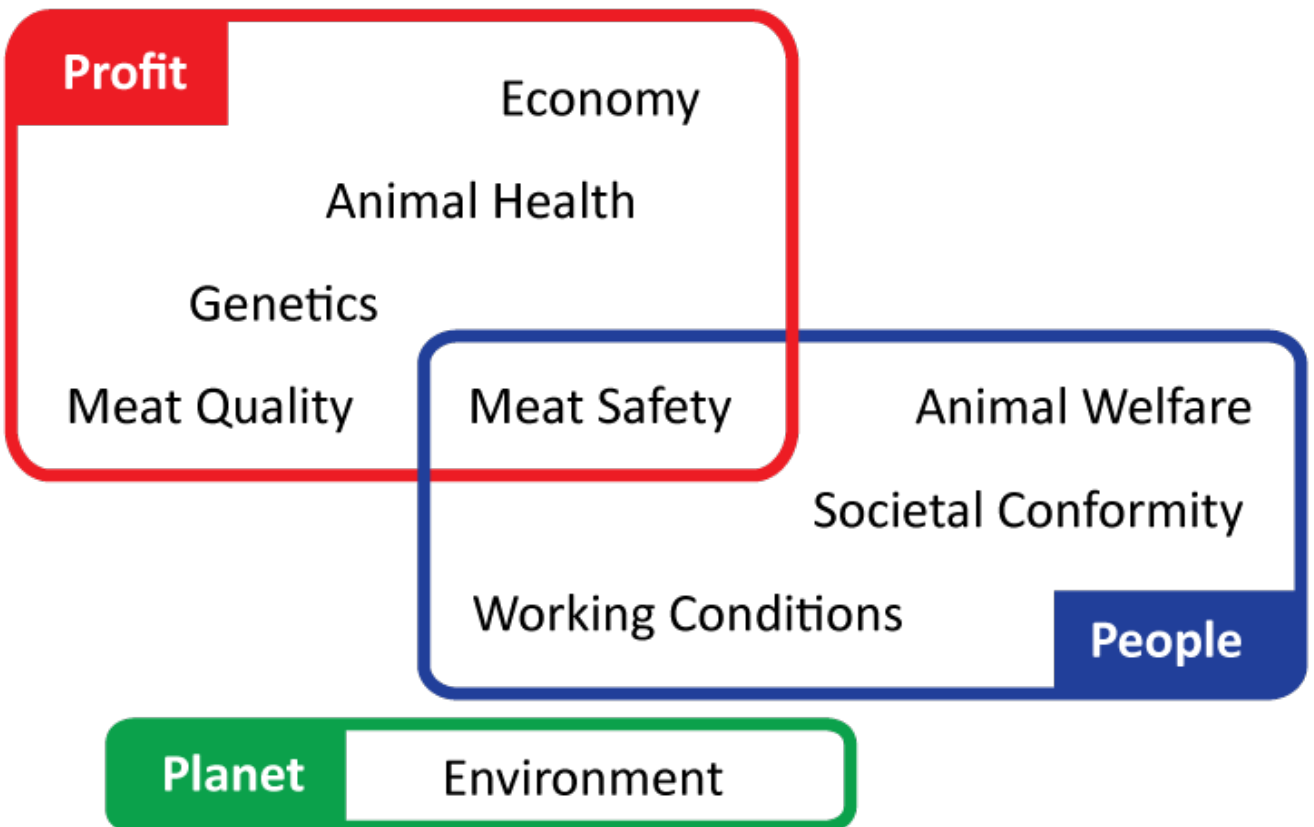 Profit
Economy
Animal Health
Genetics
Meat Quality
Meat Safety
Animal Welfare
Societal Conformity
Working Conditions
People
Planet
Environment